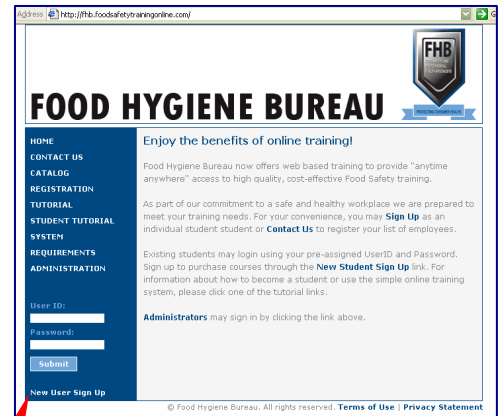 Address http://fhb.foodsafetytrainingonline.com/
FHB
FOOD HYGIENE BUREAU
HOME
CONTACT US
CATALOG
REGISTRATION
TUTORIAL
STUDENT TUTORIAL
SYSTEM
REQUIREMENTS
ADMINISTRATION
User ID:
Password:
Submit
New User Sign Up
Enjoy the benefits of online training!
Food Hygiene Bureau now offers web based training to provide "anytime
anywhere" access to high quality, cost-effective Food Safety training.
As part of our commitment to a safe and healthy workplace we are prepared to
meet your training needs. For your convenience, you may Sign Up as an
individual student student or Contact Us to register your list of employees.
Existing students may login using your pre-assigned UserID and Password.
Sign up to purchase courses through the New Student Sign Up link. For
information about how to become a student or use the simple online training
system, please click one of the tutorial links.
Administrators may sign in by clicking the link above.
© Food Hygiene Bureau. All rights reserved. Terms of Use | Privacy Statement